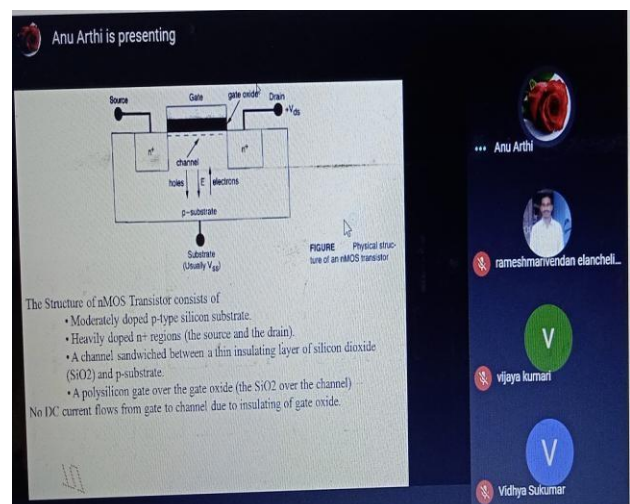 Anu Arthi is presenting
Source
Gate
gate oxide
Drain
+Vds
n+
n+
channel
holes
E
electrons
p-substrate
Substrate
(Usually Vss)
FIGURE Physical struc-
ture of an nMOS transistor
The Structure of nMOS Transistor consists of
•Moderately doped p-type silicon substrate.
•Heavily doped n+ regions (the source and the drain).
•A channel sandwiched between a thin insulating layer of silicon dioxide
(SiO2) and p-substrate.
•A polysilicon gate over the gate oxide (the SiO2 over the channel)
No DC current flows from gate to channel due to insulating of gate oxide.
Anu Arthi
rameshmarivendan elancheli...
V
vijaya kumari
V
Vidhya Sukumar